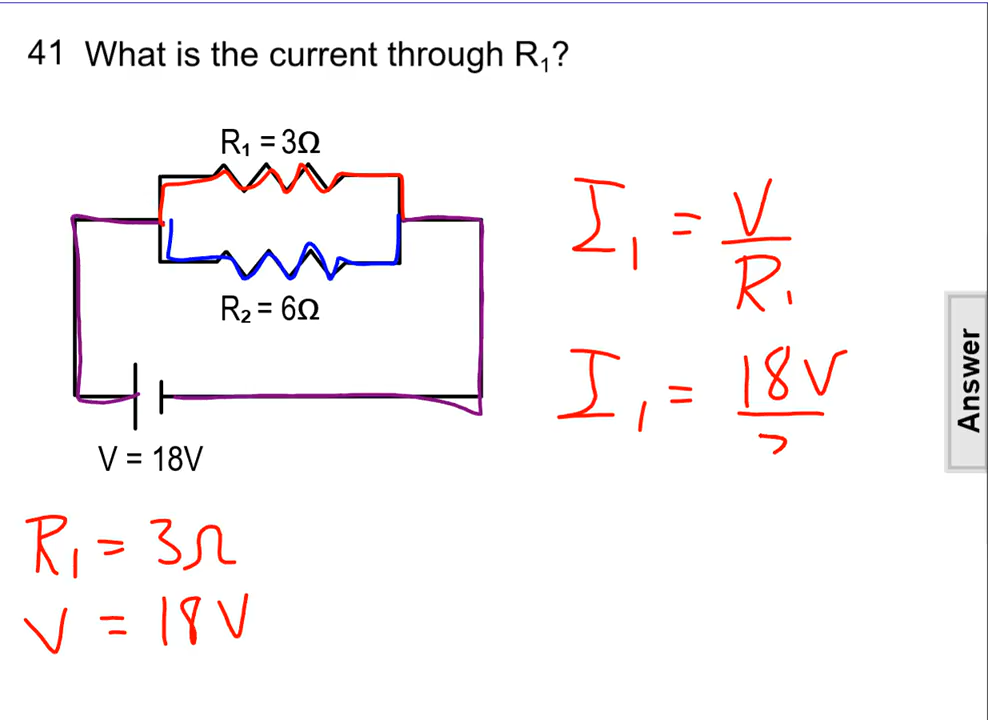 41 What is the current through R₁?
R₁ = 3Ω
R₂ = 6Ω
V = 18V
I₁ = V / R₁
I₁ = 18V /
R₁ = 3Ω
V = 18V
Answer